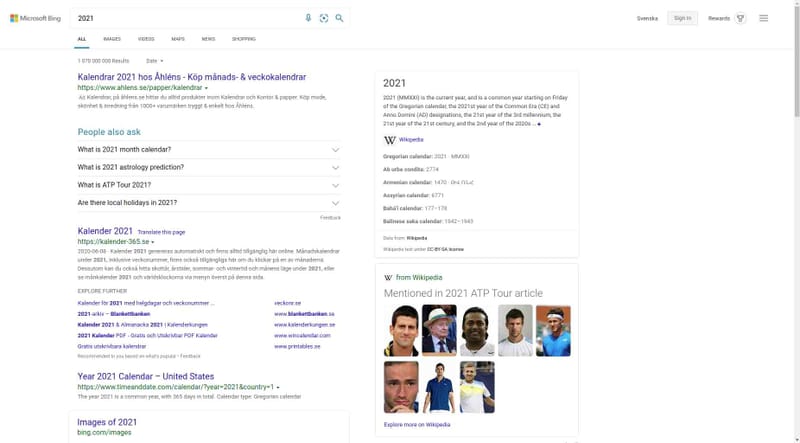 Microsoft Bing
2021
Svenska
Sign in
Rewards
ALL
IMAGES
VIDEOS
MAPS
NEWS
SHOPPING
1 070 000 000 Results
Date
Kalendrar 2021 hos Åhléns - Köp månads- & veckokalendrar
https://www.ahlens.se/papper/kalendrar
Ad Kalendrar, på åhlens.se hittar du alltid produkter inom Kalendrar och Kontor & papper. Köp mode,
skönhet & inredning från 1000+ varumärken tryggt & enkelt hos Åhléns.
People also ask
What is 2021 month calendar?
What is 2021 astrology prediction?
What is ATP Tour 2021?
Are there local holidays in 2021?
Feedback
Kalender 2021 Translate this page
https://kalender-365.se
2020-06-08 · Kalender 2021 genereras automatiskt och finns alltid tillgänglig här online. Månadskalendrar
under 2021, inklusive veckonummer, finns också tillgängliga här om du klickar på en av månaderna.
Dessutom kan du också hitta skottår, årstider, sommar- och vintertid och månens läge under 2021, eller
se månkalender 2021 och världsklockorna via menyn överst på denna sida.
EXPLORE FURTHER
Kalender för 2021 med helgdagar och veckonummer ...
veckonr.se
2021-arkiv – Blankettbanken
www.blankettbanken.se
Kalender 2021 & Almanacka 2021 | Kalenderkungen
www.kalenderkungen.se
2021 Kalender PDF - Gratis och Utskrivbar PDF Kalender
www.wincalendar.com
Gratis utskrivbara kalendrar
www.printables.se
Recommended to you based on what's popular • Feedback
Year 2021 Calendar – United States
https://www.timeanddate.com/calendar/?year=2021&country=1
The year 2021 is a common year, with 365 days in total. Calendar type: Gregorian calendar
Images of 2021
bing.com/images
2021
2021 (MMXXI) is the current year, and is a common year starting on Friday
of the Gregorian calendar, the 2021st year of the Common Era (CE) and
Anno Domini (AD) designations, the 21st year of the 3rd millennium, the
21st year of the 21st century, and the 2nd year of the 2020s ...
W Wikipedia
Gregorian calendar: 2021 · MMXXI
Ab urbe condita: 2774
Armenian calendar: 1470 · ԹՎ ՌՆՀ
Assyrian calendar: 6771
Bahá'í calendar: 177–178
Balinese saka calendar: 1942–1943
Data from: Wikipedia
Wikipedia text under CC-BY-SA license
W from Wikipedia
Mentioned in 2021 ATP Tour article
Explore more on Wikipedia